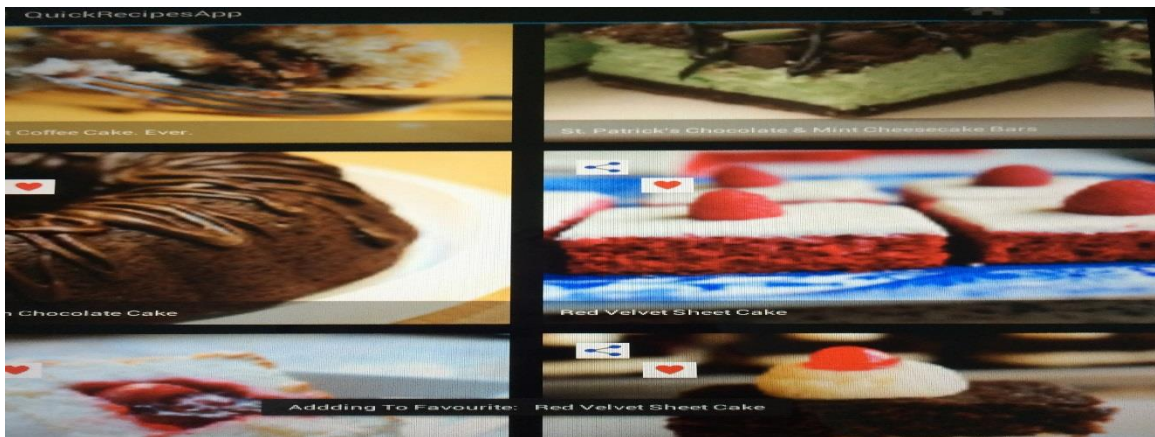 QuickRecipesApp
t Coffee Cake. Ever.
St. Patrick's Chocolate & Mint Cheesecake Bars
n Chocolate Cake
Red Velvet Sheet Cake
Addding To Favourite: Red Velvet Sheet Cake